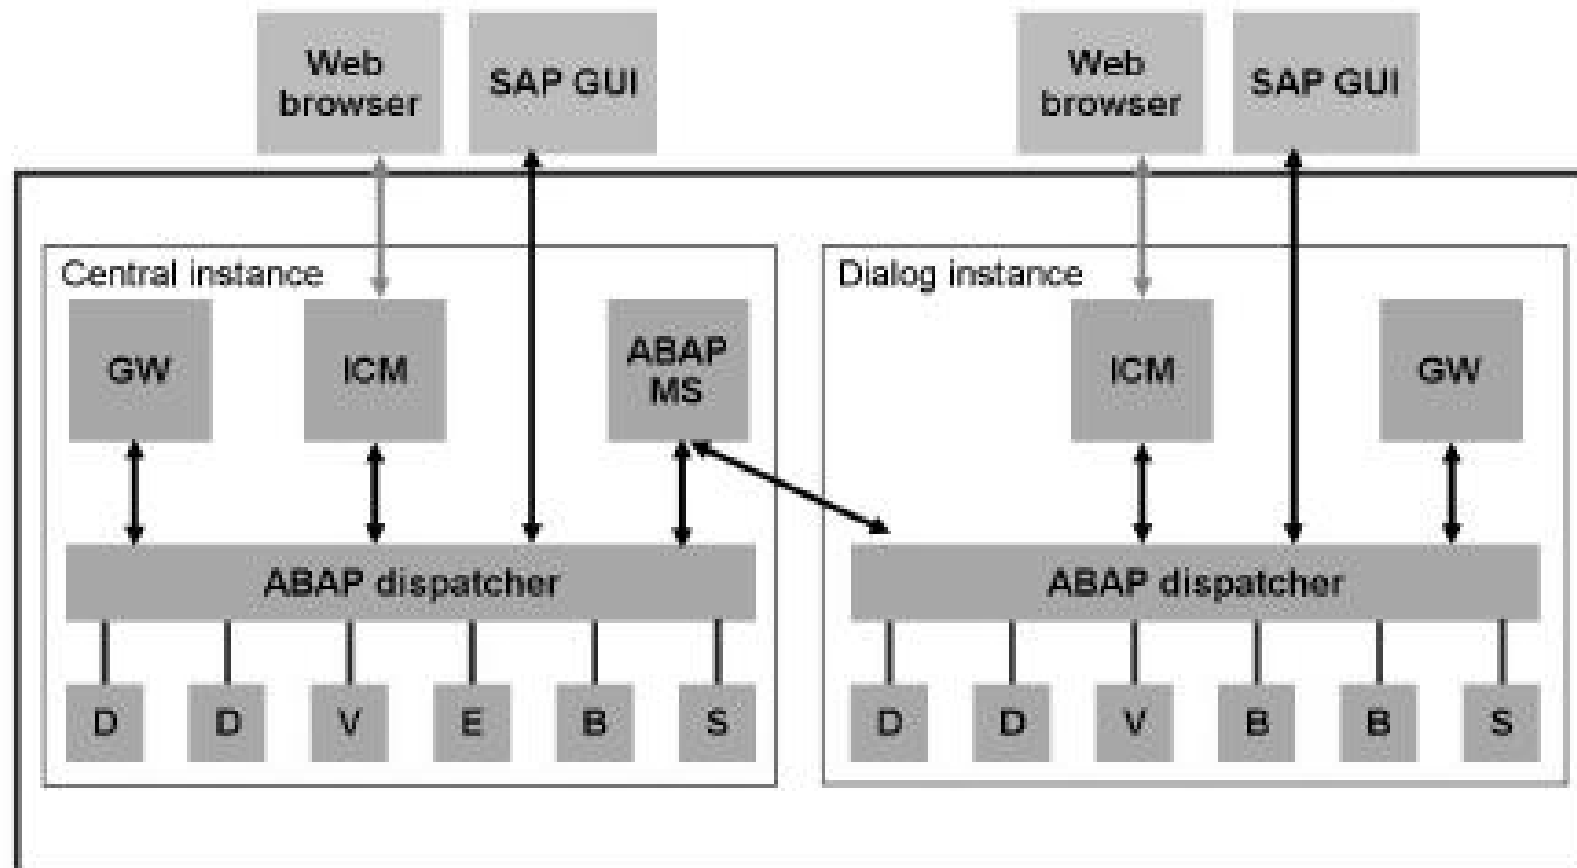 Web
browser
SAP GUI
Web
browser
SAP GUI
Central instance
GW
ICM
ABAP
MS
Dialog instance
ICM
GW
ABAP dispatcher
ABAP dispatcher
D
D
V
E
B
S
D
D
V
B
B
S